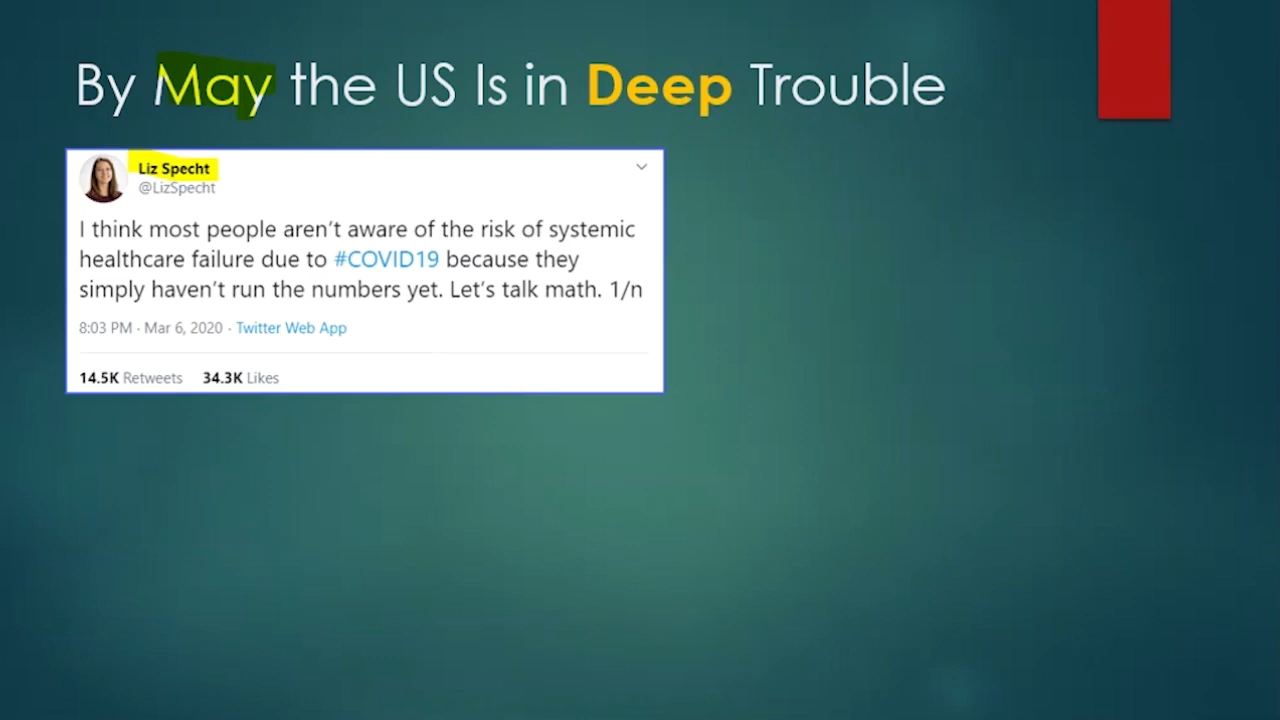 By May the US Is in Deep Trouble
Liz Specht
@LizSpecht
I think most people aren’t aware of the risk of systemic
healthcare failure due to #COVID19 because they
simply haven’t run the numbers yet. Let’s talk math. 1/n
8:03 PM · Mar 6, 2020 · Twitter Web App
14.5K Retweets 34.3K Likes